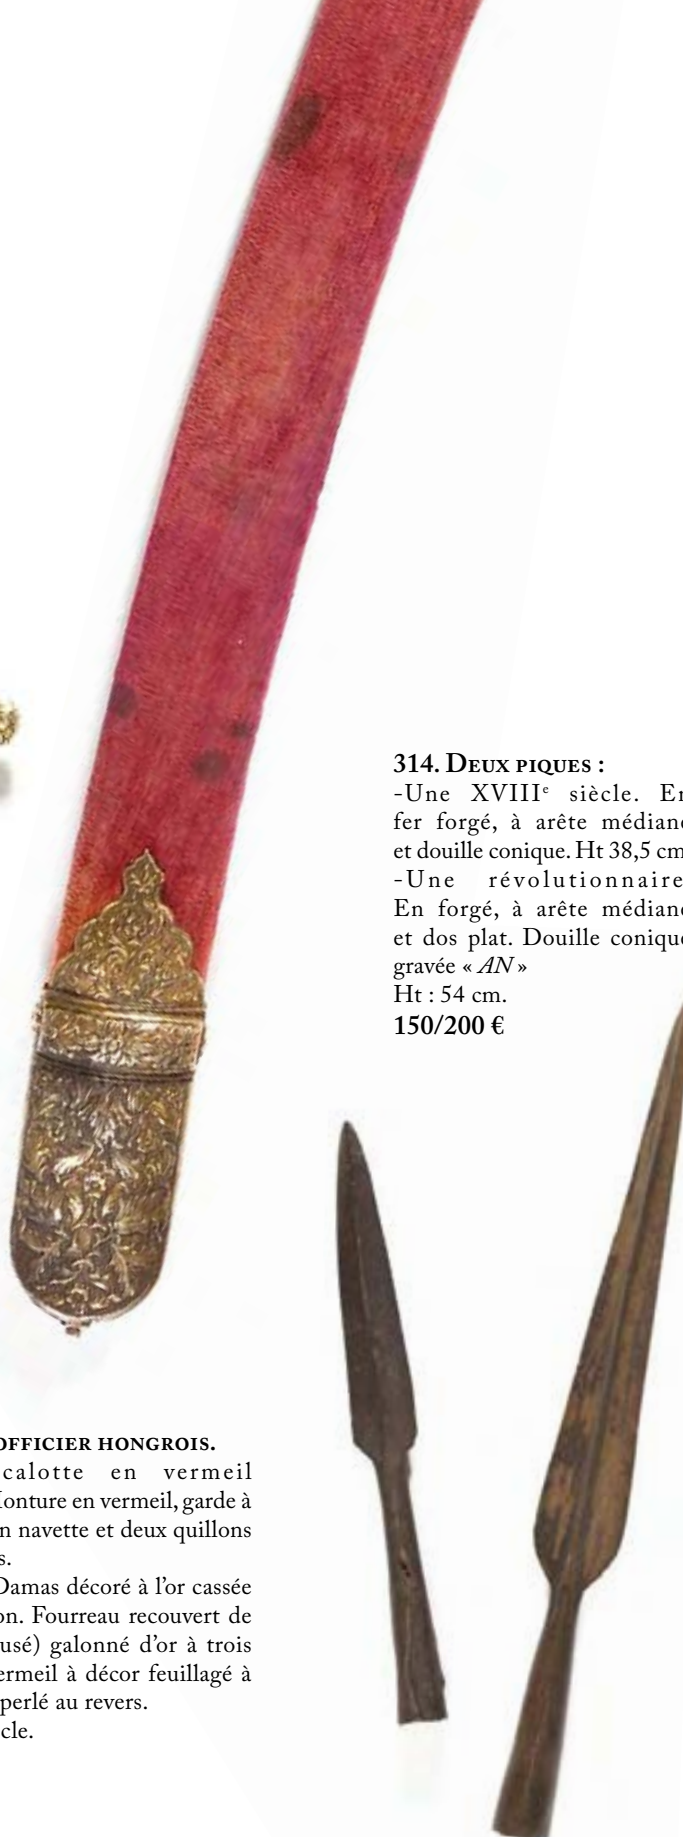 314. DEUX PIQUES :
-Une XVIIIe siècle. En
fer forgé, à arête médiane
et douille conique. Ht 38,5 cm
-Une révolutionnaire
En forgé, à arête médiane
et dos plat. Douille conique
gravée « AN »
Ht : 54 cm.
150/200 €
OFFICIER HONGROIS.
calotte en vermeil
onture en vermeil, garde à
n navette et deux quillons
s.
Damas décoré à l'or cassée
on. Fourreau recouvert de
usé) galonné d'or à trois
ermeil à décor feuillagé à
perlé au revers.
cle.